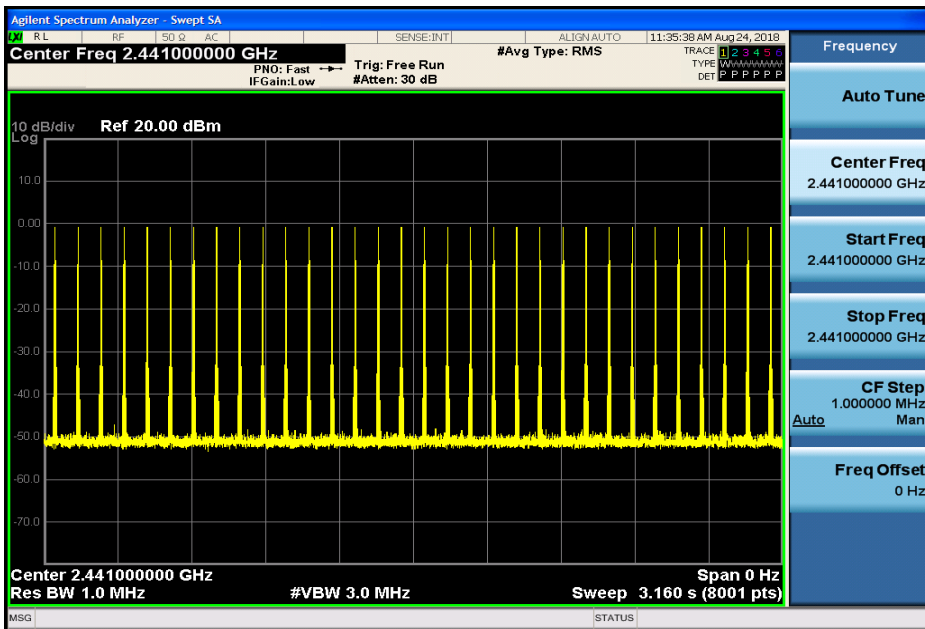 Agilent Spectrum Analyzer - Swept SA
LXI RL RF 50 Ω AC SENSE:INT ALIGN AUTO 11:35:38 AM Aug 24, 2018
Center Freq 2.441000000 GHz
PNO: Fast
IFGain:Low
Trig: Free Run
#Atten: 30 dB
#Avg Type: RMS
TRACE 1 2 3 4 5 6
TYPE WWWWWW
DET P P P P P P
10 dB/div Ref 20.00 dBm
Log
10.0
0.00
-10.0
-20.0
-30.0
-40.0
-50.0
-60.0
-70.0
Center 2.441000000 GHz Span 0 Hz
Res BW 1.0 MHz #VBW 3.0 MHz Sweep 3.160 s (8001 pts)
MSG STATUS
Frequency
Auto Tune
Center Freq
2.441000000 GHz
Start Freq
2.441000000 GHz
Stop Freq
2.441000000 GHz
CF Step
1.000000 MHz
Auto Man
Freq Offset
0 Hz